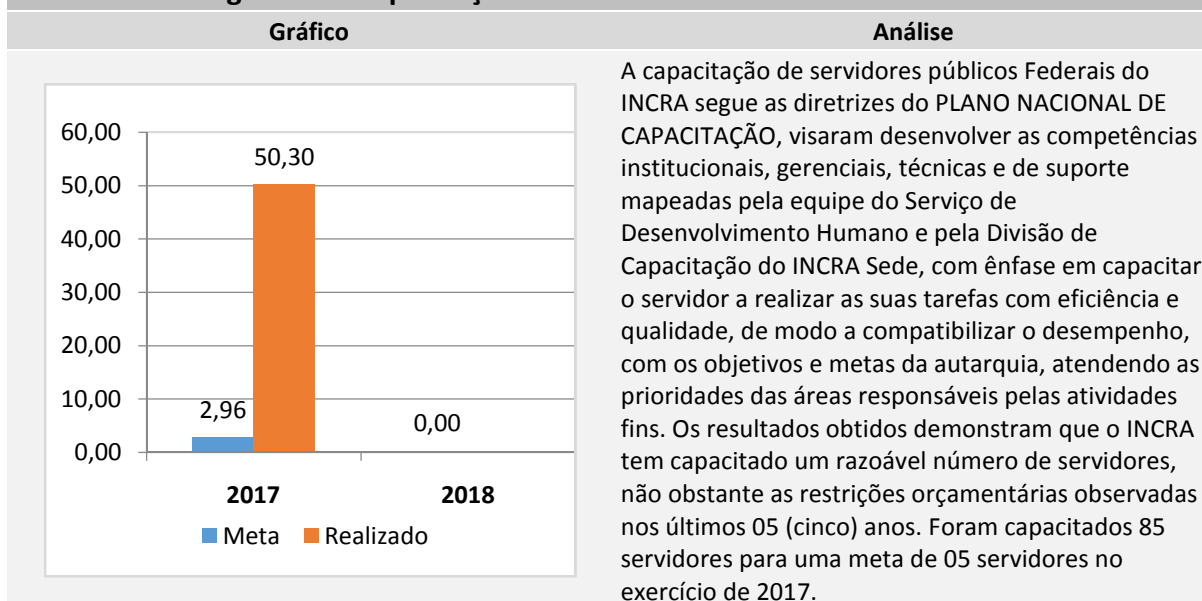 Gráfico
Análise
60,00
50,00
40,00
30,00
20,00
10,00
0,00
2,96
50,30
0,00
2017
2018
Meta
Realizado
A capacitação de servidores públicos Federais do
INCRA segue as diretrizes do PLANO NACIONAL DE
CAPACITAÇÃO, visaram desenvolver as competências
institucionais, gerenciais, técnicas e de suporte
mapeadas pela equipe do Serviço de
Desenvolvimento Humano e pela Divisão de
Capacitação do INCRA Sede, com ênfase em capacitar
o servidor a realizar as suas tarefas com eficiência e
qualidade, de modo a compatibilizar o desempenho,
com os objetivos e metas da autarquia, atendendo as
prioridades das áreas responsáveis pelas atividades
fins. Os resultados obtidos demonstram que o INCRA
tem capacitado um razoável número de servidores,
não obstante as restrições orçamentárias observadas
nos últimos 05 (cinco) anos. Foram capacitados 85
servidores para uma meta de 05 servidores no
exercício de 2017.